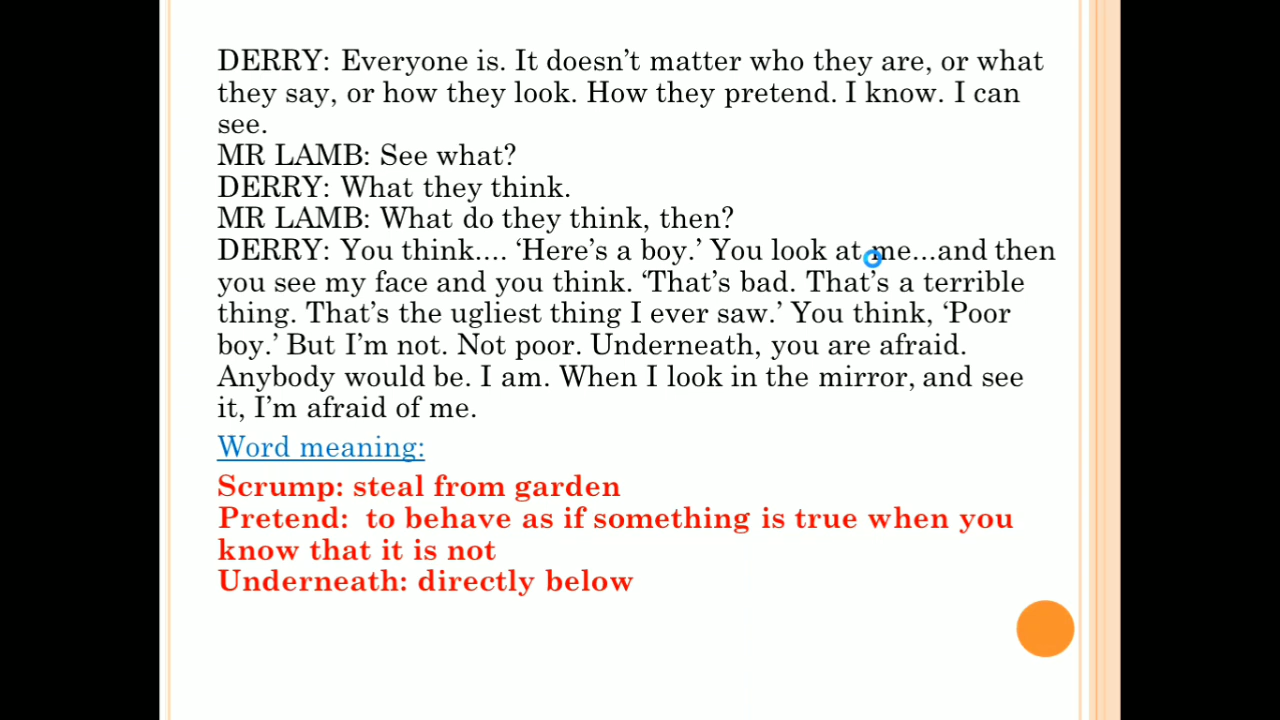 DERRY: Everyone is. It doesn’t matter who they are, or what
they say, or how they look. How they pretend. I know. I can
see.
MR LAMB: See what?
DERRY: What they think.
MR LAMB: What do they think, then?
DERRY: You think.... ‘Here’s a boy.’ You look at me...and then
you see my face and you think. ‘That’s bad. That’s a terrible
thing. That’s the ugliest thing I ever saw.’ You think, ‘Poor
boy.’ But I’m not. Not poor. Underneath, you are afraid.
Anybody would be. I am. When I look in the mirror, and see
it, I’m afraid of me.
Word meaning:
Scrump: steal from garden
Pretend:  to behave as if something is true when you
know that it is not
Underneath: directly below